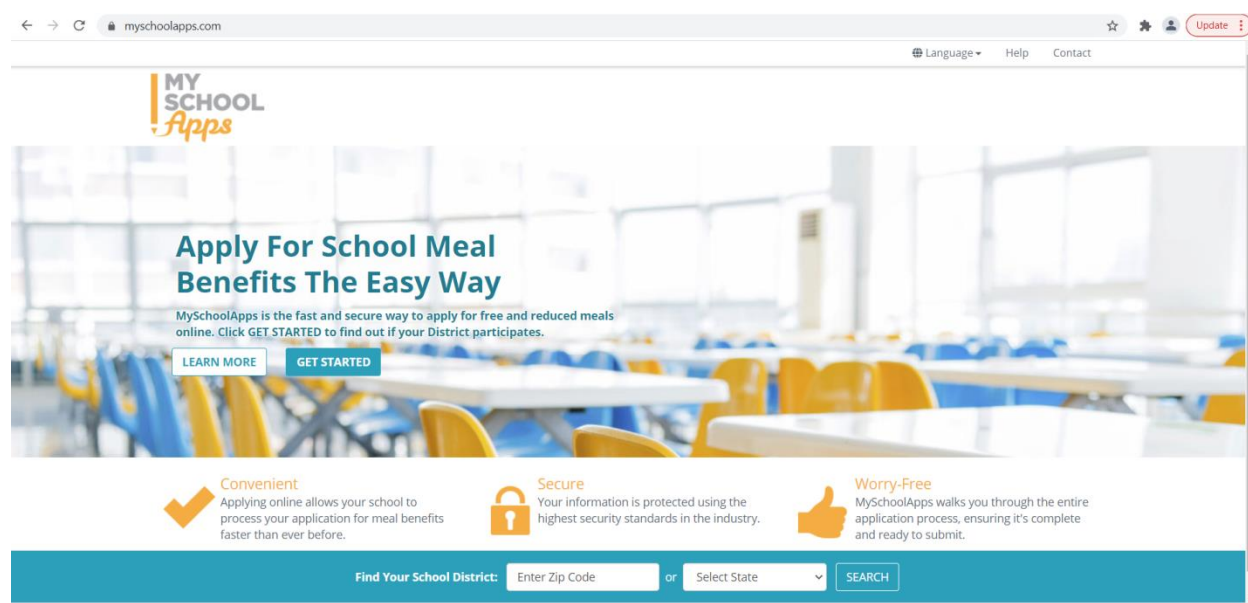 myschoolapps.com
Update
Language
Help
Contact
MY
SCHOOL
Apps
Apply For School Meal
Benefits The Easy Way
MySchoolApps is the fast and secure way to apply for free and reduced meals
online. Click GET STARTED to find out if your District participates.
LEARN MORE
GET STARTED
Convenient
Applying online allows your school to
process your application for meal benefits
faster than ever before.
Secure
Your information is protected using the
highest security standards in the industry.
Worry-Free
MySchoolApps walks you through the entire
application process, ensuring it's complete
and ready to submit.
Find Your School District:
Enter Zip Code
or
Select State
SEARCH